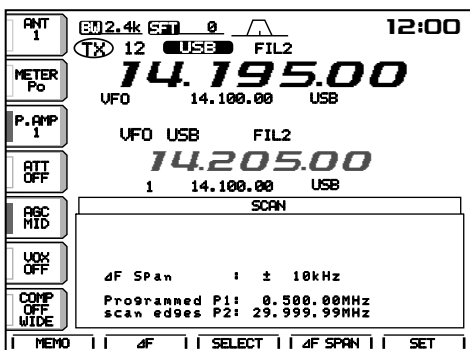 ANT
1
BW 2.4k SFT 0
12:00
TX 12 USB FIL2
METER
Po
14.195.00
VFO 14.100.00 USB
P.AMP
1
VFO USB FIL2
ATT
OFF
14.205.00
1 14.100.00 USB
AGC
MID
SCAN
VOX
OFF
⊿F SPan : ± 10kHz
COMP
OFF
WIDE
Programmed P1: 0.500.00MHz
scan edges P2: 29.999.99MHz
MEMO ⊿F SELECT ⊿F SPAN SET